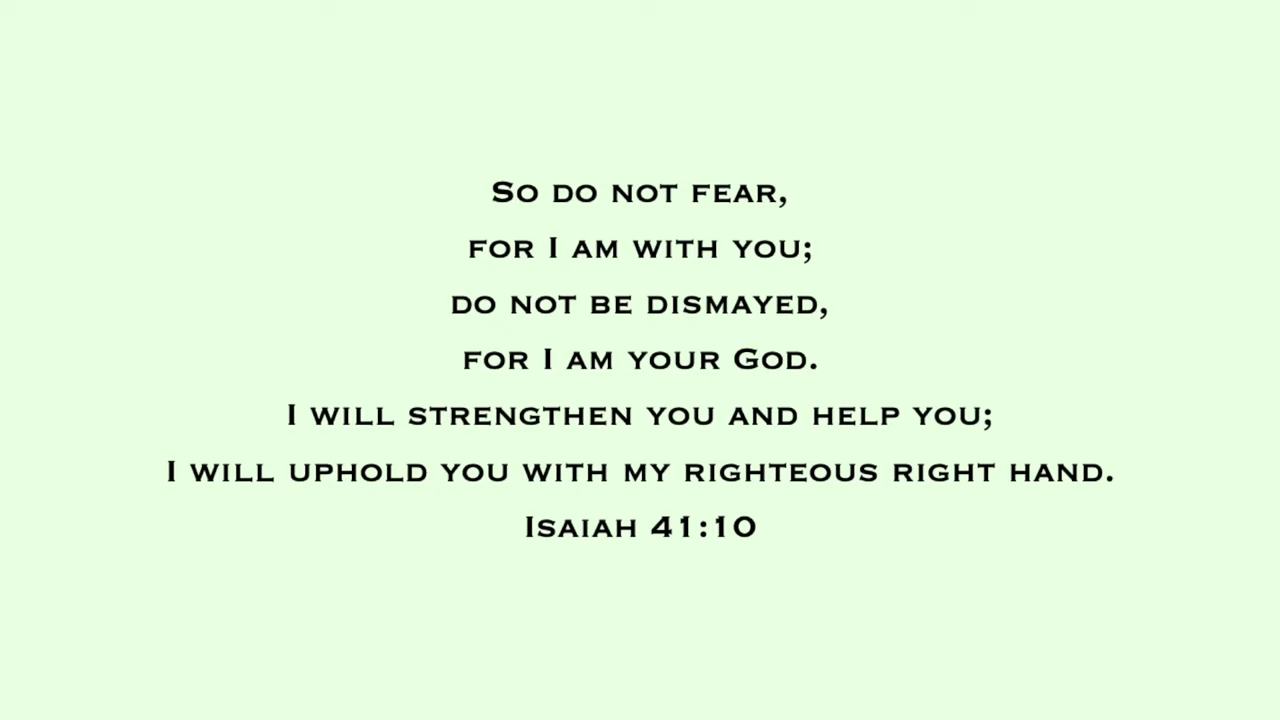 So do not fear,
for I am with you;
do not be dismayed,
for I am your God.
I will strengthen you and help you;
I will uphold you with my righteous right hand.
Isaiah 41:10